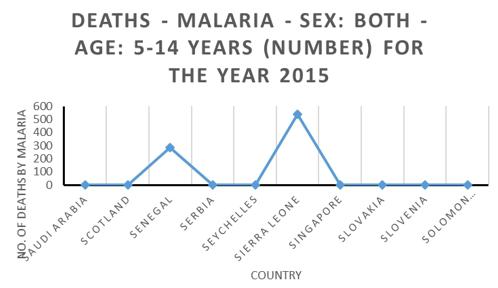 DEATHS - MALARIA - SEX: BOTH -
AGE: 5-14 YEARS (NUMBER) FOR
THE YEAR 2015
NO. OF DEATHS BY MALARIA
600
500
400
300
200
100
0
SAUDI ARABIA
SCOTLAND
SENEGAL
SERBIA
SEYCHELLES
SIERRA LEONE
SINGAPORE
SLOVAKIA
SLOVENIA
SOLOMON...
COUNTRY